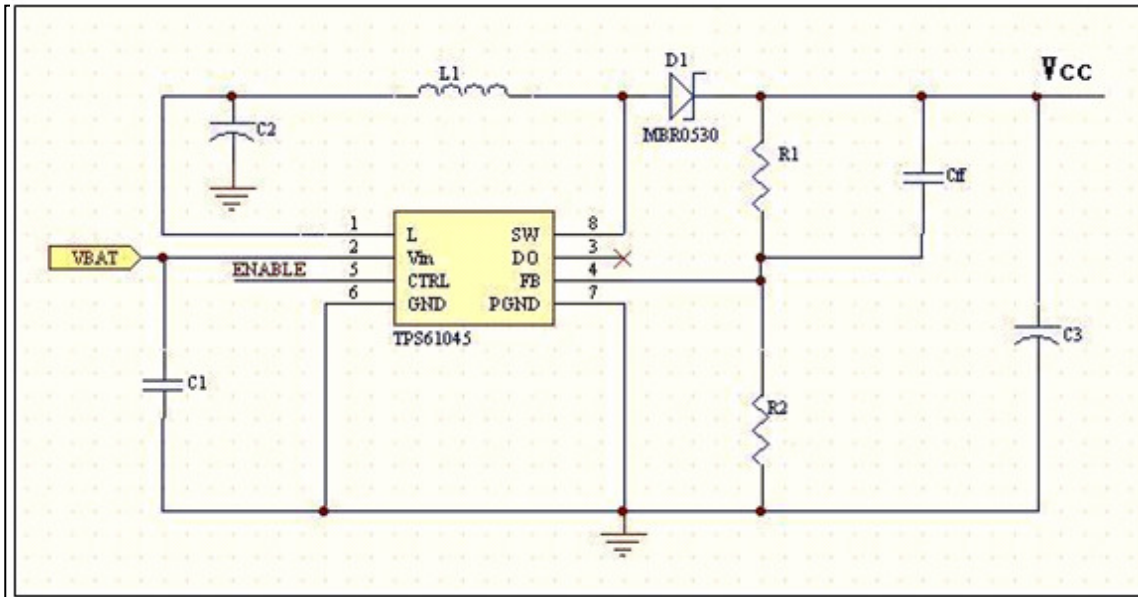 D1
VCC
L1
C2
MBR0530
R1
Cff
1 L SW 8
VBAT 2 Vin DO 3
ENABLE 5 CTRL FB 4
6 GND PGND 7
TPS61045
C3
C1
R2